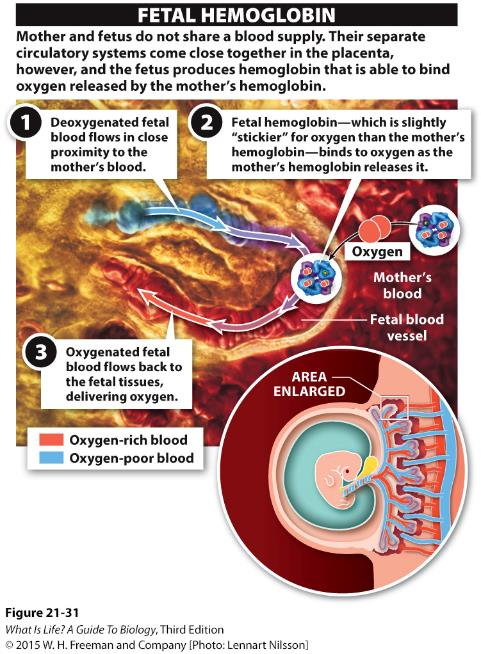 FETAL HEMOGLOBIN
Mother and fetus do not share a blood supply. Their separate
circulatory systems come close together in the placenta,
however, and the fetus produces hemoglobin that is able to bind
oxygen released by the mother's hemoglobin.
1
Deoxygenated fetal
blood flows in close
proximity to the
mother's blood.
2
Fetal hemoglobin—which is slightly
"stickier" for oxygen than the mother's
hemoglobin—binds to oxygen as the
mother's hemoglobin releases it.
Oxygen
Mother's
blood
Fetal blood
vessel
3
Oxygenated fetal
blood flows back to
the fetal tissues,
delivering oxygen.
AREA
ENLARGED
Oxygen-rich blood
Oxygen-poor blood
Figure 21-31
What Is Life? A Guide To Biology, Third Edition
© 2015 W. H. Freeman and Company [Photo: Lennart Nilsson]